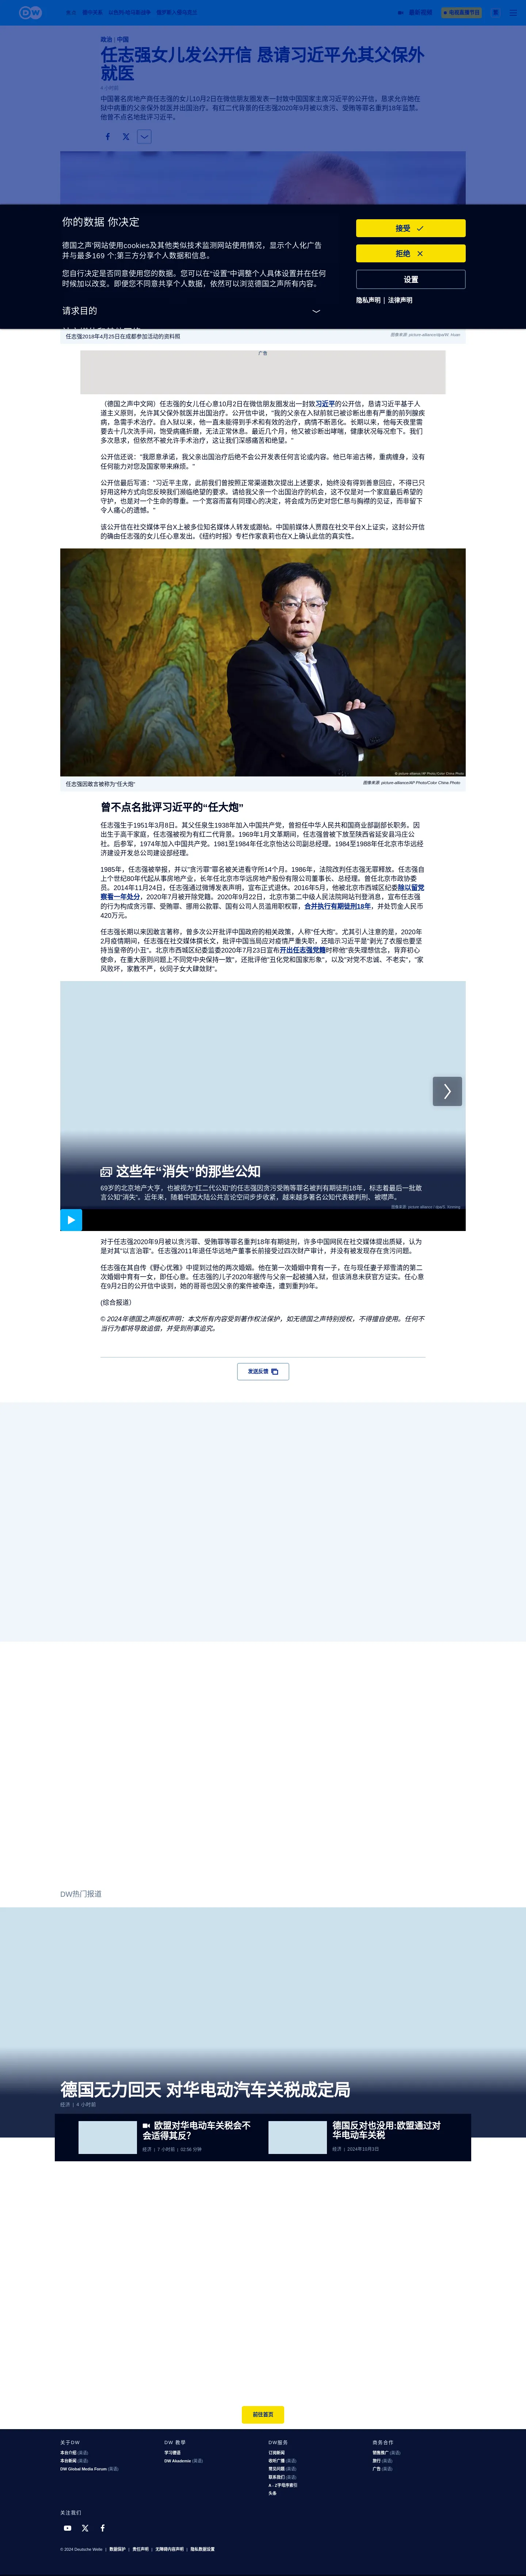 政治 | 中国
任志强女儿发公开信 恳请习近平允其父保外就医
4 小时前
中国著名房地产商任志强的女儿10月2日在微信朋友圈发表一封致中国国家主席习近平的公开信，恳求允许她在狱中病重的父亲保外就医并出国治疗。有红二代背景的任志强2020年9月被以贪污、受贿等罪名重判18年监禁。他曾不点名地批评习近平。
你的数据 你决定
德国之声'网站使用cookies及其他类似技术监测网站使用情况，显示个人化广告并与最多169 个;第三方分享个人数据和信息。
您自行决定是否同意使用您的数据。您可以在“设置”中调整个人具体设置并在任何时候加以改变。即便您不同意共享个人数据，依然可以浏览德国之声所有内容。
请求目的
接受
拒绝
设置
隐私声明 | 法律声明
任志强2018年4月25日在成都参加活动的资料照
广告
（德国之声中文网）任志强的女儿任心意10月2日在微信朋友圈发出一封致习近平的公开信，恳请习近平基于人道主义原则，允许其父保外就医并出国治疗。公开信中说，"我的父亲在入狱前就已被诊断出患有严重的前列腺疾病，急需手术治疗。自入狱以来，他一直未能得到手术和有效的治疗，病情不断恶化。长期以来，他每天夜里需要去十几次洗手间，饱受病痛折磨，无法正常休息。最近几个月，他又被诊断出哮喘，健康状况每况愈下。我们多次恳求，但依然不被允许手术治疗，这让我们深感痛苦和绝望。"
公开信还说："我愿意承诺，我父亲出国治疗后绝不会公开发表任何言论或内容。他已年逾古稀，重病缠身，没有任何能力对您及国家带来麻烦。"
公开信最后写道："习近平主席，此前我们曾按照正常渠道数次提出上述要求，始终没有得到善意回应，不得已只好用这种方式向您反映我们濒临绝望的要求。请给我父亲一个出国治疗的机会，这不仅是对一个家庭最后希望的守护，也是对一个生命的尊重。一个宽容而富有同理心的决定，将会成为历史对您仁慈与胸襟的见证，而非留下令人痛心的遗憾。"
该公开信在社交媒体平台X上被多位知名媒体人转发或跟帖。中国前媒体人贾葭在社交平台X上证实，这封公开信的确由任志强的女儿任心意发出。《纽约时报》专栏作家袁莉也在X上确认此信的真实性。
任志强因敢言被称为“任大炮”
图像来源: picture-alliance/AP Photo/Color China Photo
曾不点名批评习近平的“任大炮”
任志强生于1951年3月8日。其父任泉生1938年加入中国共产党，曾担任中华人民共和国商业部副部长职务。因出生于高干家庭，任志强被视为有红二代背景。1969年1月文革期间，任志强曾被下放至陕西省延安县冯庄公社。后参军，1974年加入中国共产党。1981至1984年任北京怡达公司副总经理。1984至1988年任北京市华远经济建设开发总公司建设部经理。
1985年，任志强被举报，并以"贪污罪"罪名被关进看守所14个月。1986年，法院改判任志强无罪释放。任志强自上个世纪80年代起从事房地产业，长年任北京市华远地产股份有限公司董事长、总经理。曾任北京市政协委员。2014年11月24日，任志强通过微博发表声明，宣布正式退休。2016年5月，他被北京市西城区纪委除以留党察看一年处分，2020年7月被开除党籍。2020年9月22日，北京市第二中级人民法院网站刊登消息，宣布任志强的行为构成贪污罪、受贿罪、挪用公款罪、国有公司人员滥用职权罪，合并执行有期徒刑18年，并处罚金人民币420万元。
任志强长期以来因敢言著称，曾多次公开批评中国政府的相关政策，人称"任大炮"。尤其引人注意的是，2020年2月疫情期间，任志强在社交媒体撰长文，批评中国当局应对疫情严重失职，还暗示习近平是"剥光了衣服也要坚持当皇帝的小丑"。北京市西城区纪委监委2020年7月23日宣布开出任志强党籍时称他"丧失理想信念，背弃初心使命，在重大原则问题上不同党中央保持一致"，还批评他"丑化党和国家形象"，以及"对党不忠诚、不老实"，"家风败坏，家教不严，伙同子女大肆敛财"。
这些年“消失”的那些公知
69岁的北京地产大亨，也被视为“红二代公知”的任志强因贪污受贿等罪名被判有期徒刑18年，标志着最后一批敢言公知“消失”。近年来，随着中国大陆公共言论空间步步收紧，越来越多著名公知代表被判刑、被噤声。
对于任志强2020年9月被以贪污罪、受贿罪等罪名重判18年有期徒刑，许多中国网民在社交媒体提出质疑，认为是对其"以言治罪"。任志强2011年退任华远地产董事长前接受过四次财产审计，并没有被发现存在贪污问题。
任志强在其自传《野心优雅》中提到过他的两次婚姻。他在第一次婚姻中育有一子，在与现任妻子郑雪清的第二次婚姻中育有一女，即任心意。任志强的儿子2020年据传与父亲一起被捕入狱，但该消息未获官方证实。任心意在9月2日的公开信中谈到，她的哥哥也因父亲的案件被牵连，遭到重判9年。
(综合报道)
© 2024年德国之声版权声明：本文所有内容受到著作权法保护，如无德国之声特别授权，不得擅自使用。任何不当行为都将导致追偿，并受到刑事追究。
发送反馈
DW热门报道
德国无力回天 对华电动汽车关税成定局
经济 | 4 小时前
欧盟对华电动车关税会不会适得其反?
经济 | 7 小时前 | 02:56 分钟
德国反对也没用:欧盟通过对华电动车关税
经济 | 2024年10月3日
前往首页
关于DW
本台介绍 (英语)
本台新闻 (英语)
DW Global Media Forum (英语)
DW 教学
学习德语
DW Akademie (英语)
DW服务
订阅新闻
收听广播 (英语)
常见问题 (英语)
联系我们 (英语)
A - Z字母序索引
头条
商务合作
销售推广 (英语)
旅行 (英语)
广告 (英语)
关注我们
© 2024 Deutsche Welle | 数据保护 | 责任声明 | 无障碍内容声明 | 隐私数据设置